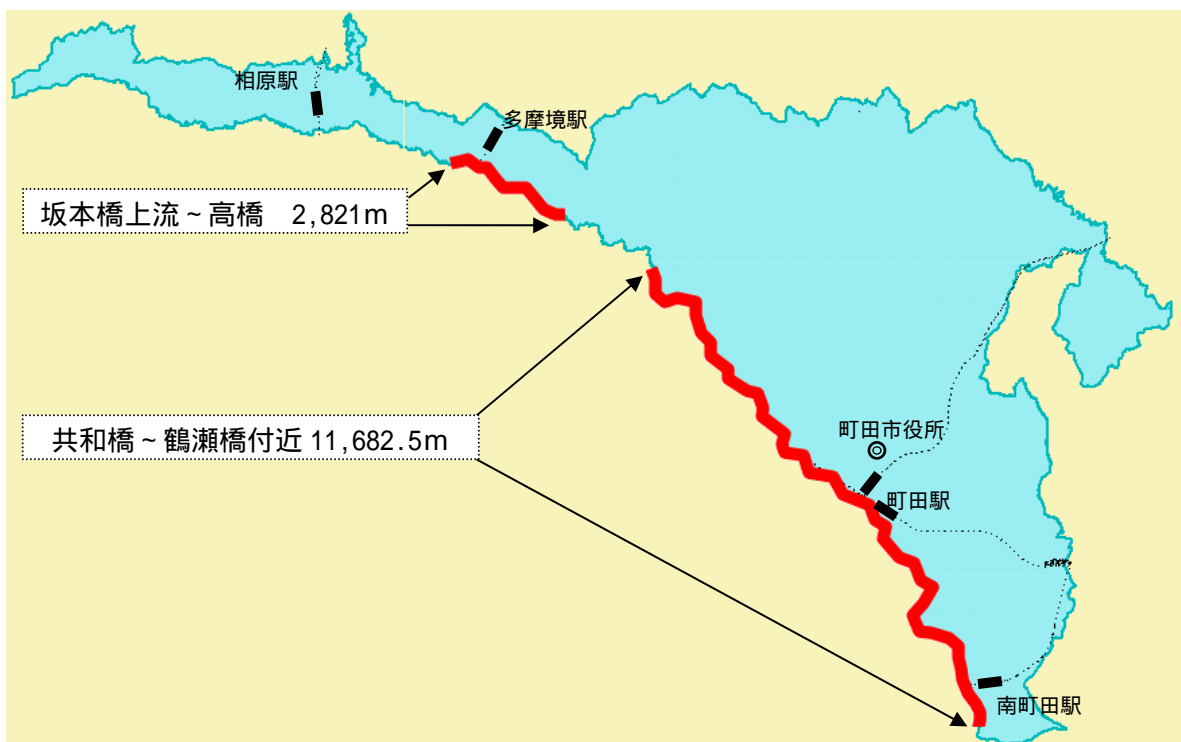 相原駅
多摩境駅
坂本橋上流~高橋 2,821m
共和橋~鶴瀬橋付近 11,682.5m
町田市役所
町田駅
南町田駅